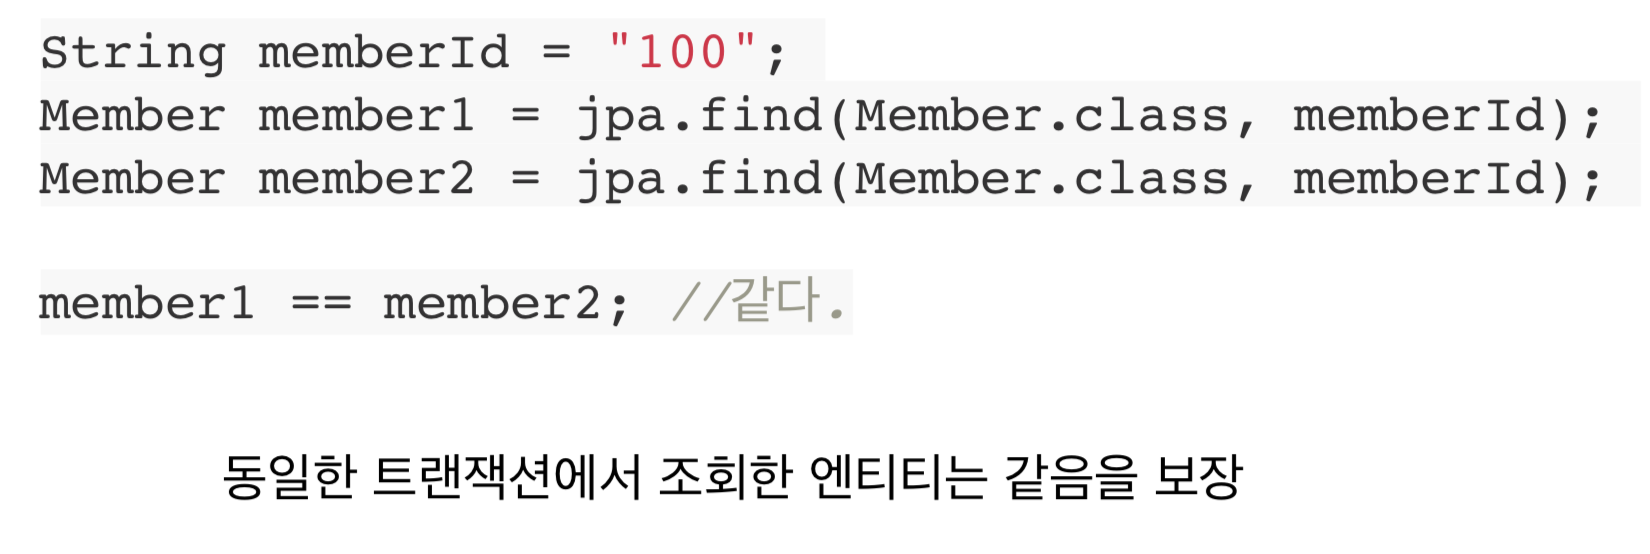 String memberId = "100";
Member member1 = jpa.find(Member.class, memberId);
Member member2 = jpa.find(Member.class, memberId);
member1 == member2; //같다.
동일한 트랜잭션에서 조회한 엔티티는 같음을 보장